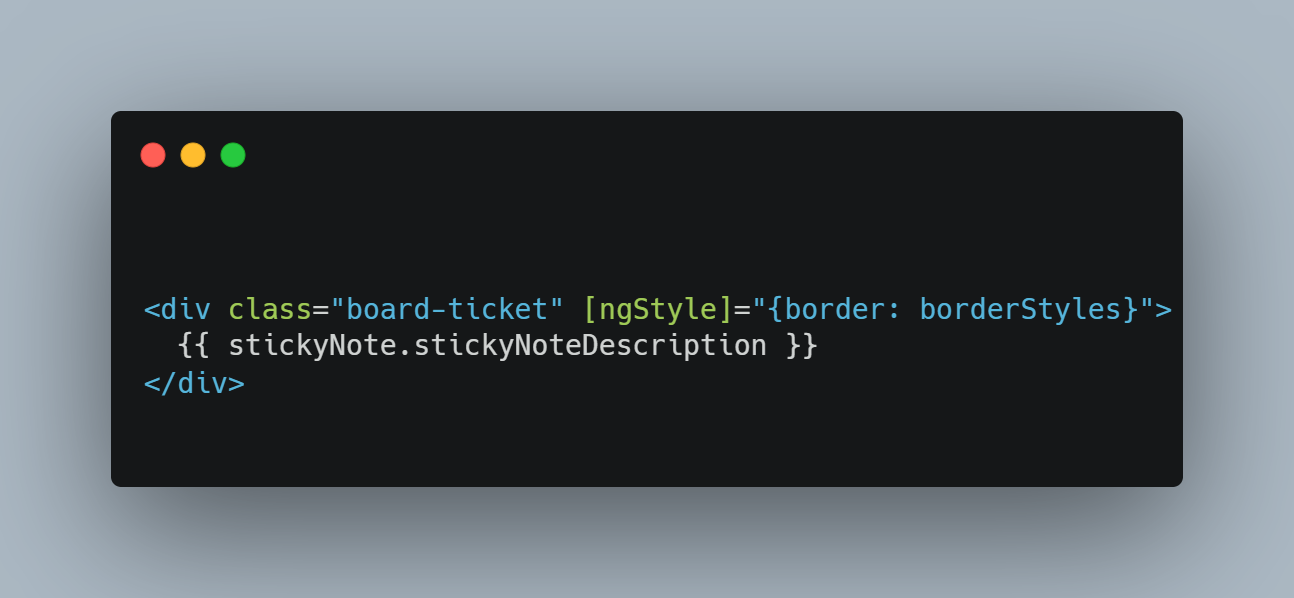 <div class="board-ticket" [ngStyle]="{border: borderStyles}">
  {{ stickyNote.stickyNoteDescription }}
</div>